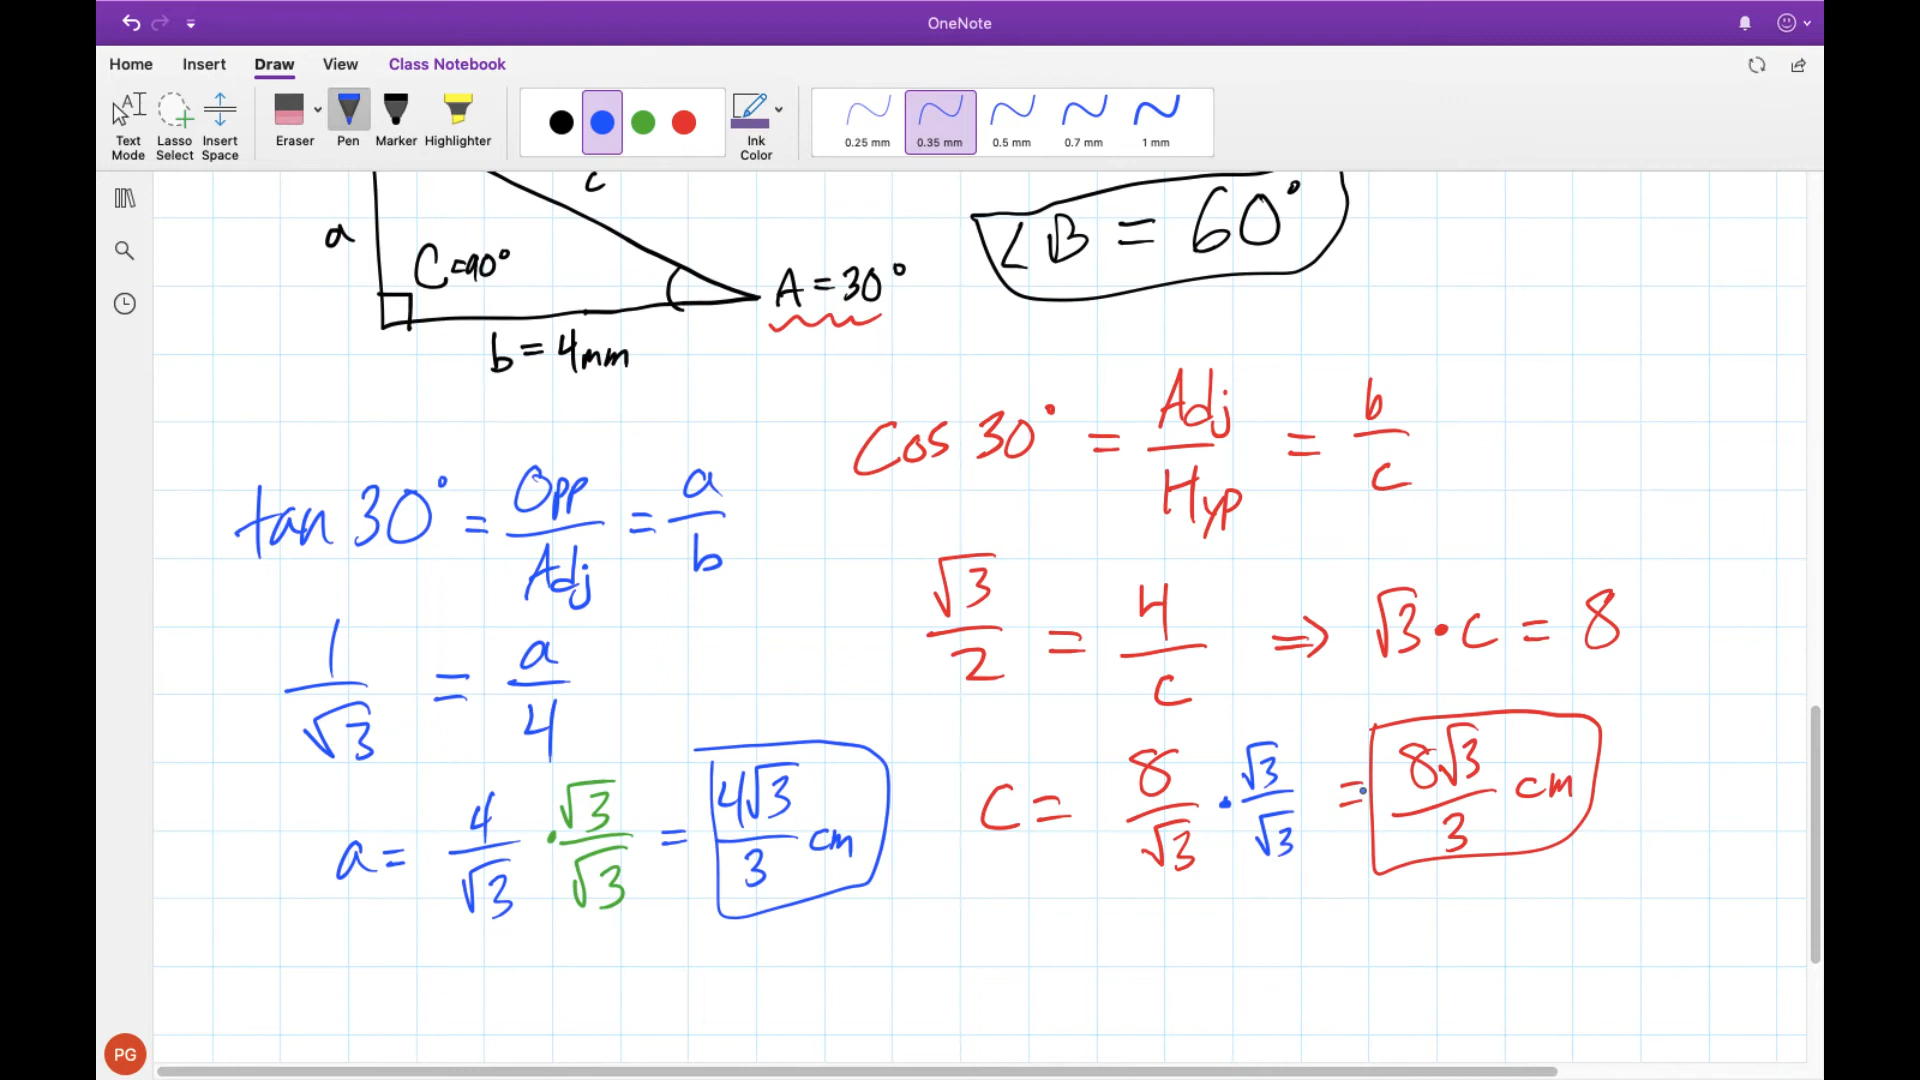 OneNote
Home Insert Draw View Class Notebook
Text Mode
Lasso Select
Insert Space
Eraser
Pen
Marker
Highlighter
Ink Color
0.25 mm
0.35 mm
0.5 mm
0.7 mm
1 mm
c
a
C=90°
A = 30°
b = 4mm
∠B = 60°
tan 30° = Opp/Adj = a/b
1/√3 = a/4
a = 4/√3 · √3/√3 = 4√3/3 cm
Cos 30° = Adj/Hyp = b/c
√3/2 = 4/c ⇒ √3 · c = 8
C = 8/√3 · √3/√3 = 8√3/3 cm
PG